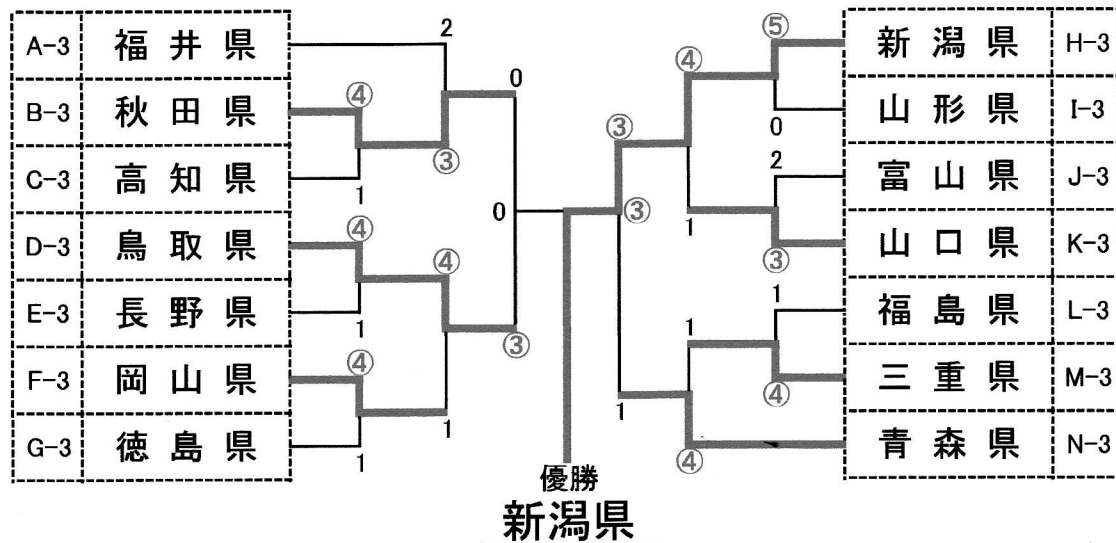 A-3 福井県
B-3 秋田県
C-3 高知県
D-3 鳥取県
E-3 長野県
F-3 岡山県
G-3 徳島県
2
④
1
③
0
④
1
④
③
④
1
1
0
優勝
新潟県
③
③
1
④
1
1
④
⑤
0
2
③
1
④
新潟県 H-3
山形県 I-3
富山県 J-3
山口県 K-3
福島県 L-3
三重県 M-3
青森県 N-3